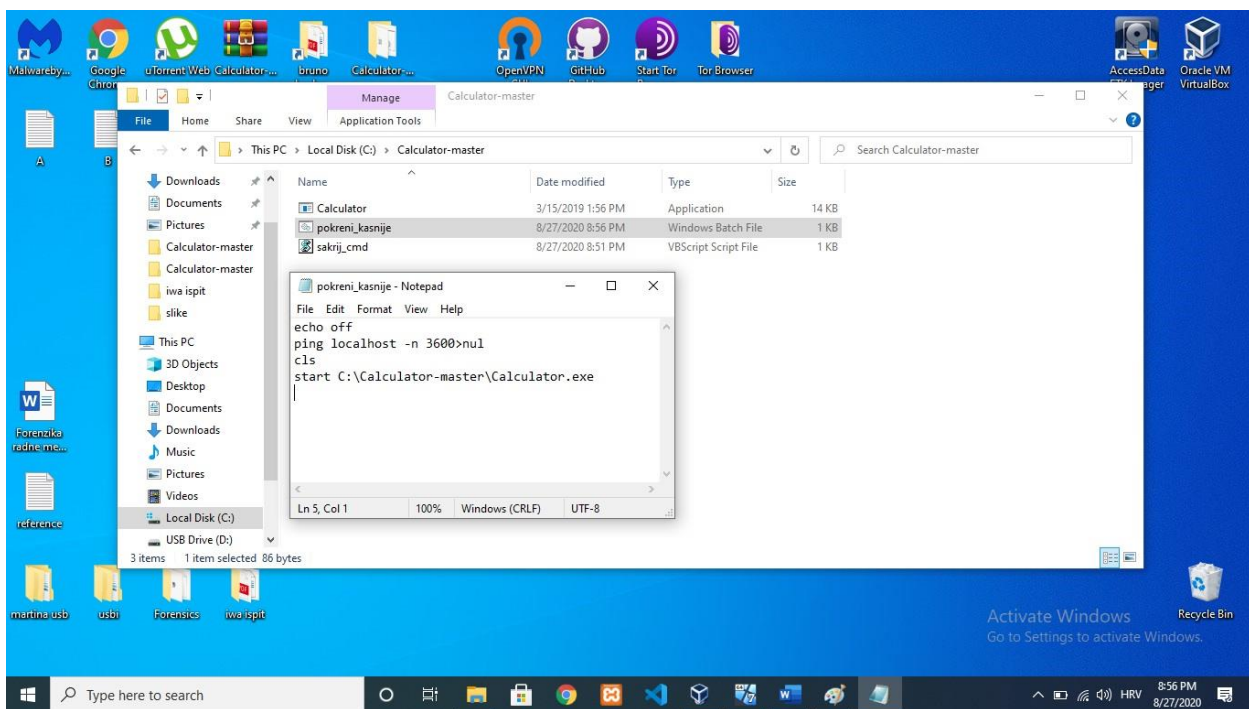 Malwareby...
Google
Chrom
uTorrent Web
Calculator-...
bruno
Calculator-...
OpenVPN
GitHub
Start Tor
Tor Browser
AccessData
Oracle VM
VirtualBox
A
B
Manage
Calculator-master
File
Home
Share
View
Application Tools
This PC
Local Disk (C:)
Calculator-master
Search Calculator-master
Name
Date modified
Type
Size
Calculator
3/15/2019 1:56 PM
Application
14 KB
pokreni_kasnije
8/27/2020 8:56 PM
Windows Batch File
1 KB
sakrij_cmd
8/27/2020 8:51 PM
VBScript Script File
1 KB
Downloads
Documents
Pictures
Calculator-master
Calculator-master
iwa ispit
slike
This PC
3D Objects
Desktop
Documents
Downloads
Music
Pictures
Videos
Local Disk (C:)
USB Drive (D:)
pokreni_kasnije - Notepad
File Edit Format View Help
echo off
ping localhost -n 3600>nul
cls
start C:\Calculator-master\Calculator.exe
Ln 5, Col 1
100%
Windows (CRLF)
UTF-8
3 items
1 item selected 86 bytes
Forenzika
radne me...
reference
martina usb
usbi
Forensics
iwa ispit
Recycle Bin
Activate Windows
Go to Settings to activate Windows.
Type here to search
HRV
8:56 PM
8/27/2020